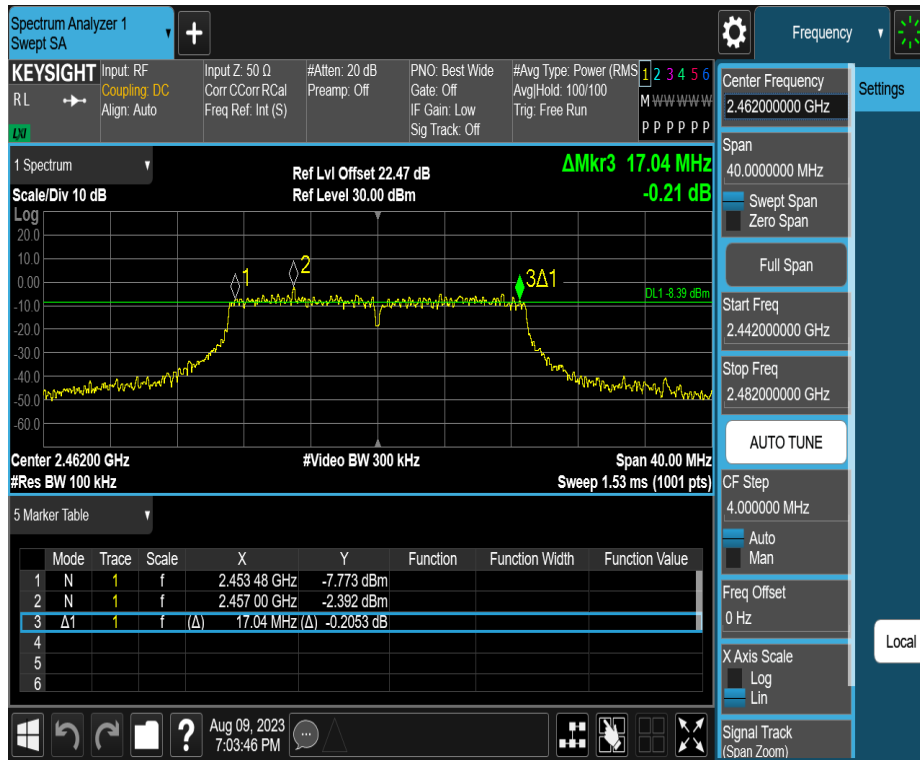 Spectrum Analyzer 1
Swept SA
Frequency
KEYSIGHT
RL
LXI
Input: RF
Coupling: DC
Align: Auto
Input Z: 50 Ω
Corr CCorr RCal
Freq Ref: Int (S)
#Atten: 20 dB
Preamp: Off
PNO: Best Wide
Gate: Off
IF Gain: Low
Sig Track: Off
#Avg Type: Power (RMS
Avg|Hold: 100/100
Trig: Free Run
1 2 3 4 5 6
M W W W W W
P P P P P P
1 Spectrum
Scale/Div 10 dB
Ref Lvl Offset 22.47 dB
Ref Level 30.00 dBm
ΔMkr3 17.04 MHz
-0.21 dB
Log
20.0
10.0
0.00
-10.0
-20.0
-30.0
-40.0
-50.0
-60.0
1
2
3Δ1
DL1 -8.39 dBm
Center 2.46200 GHz
#Res BW 100 kHz
#Video BW 300 kHz
Span 40.00 MHz
Sweep 1.53 ms (1001 pts)
5 Marker Table
Mode Trace Scale X Y Function Function Width Function Value
1 N 1 f 2.453 48 GHz -7.773 dBm
2 N 1 f 2.457 00 GHz -2.392 dBm
3 Δ1 1 f (Δ) 17.04 MHz (Δ) -0.2053 dB
4
5
6
Aug 09, 2023
7:03:46 PM
Center Frequency
2.462000000 GHz
Span
40.0000000 MHz
Swept Span
Zero Span
Full Span
Start Freq
2.442000000 GHz
Stop Freq
2.482000000 GHz
AUTO TUNE
CF Step
4.000000 MHz
Auto
Man
Freq Offset
0 Hz
X Axis Scale
Log
Lin
Signal Track
(Span Zoom)
Settings
Local